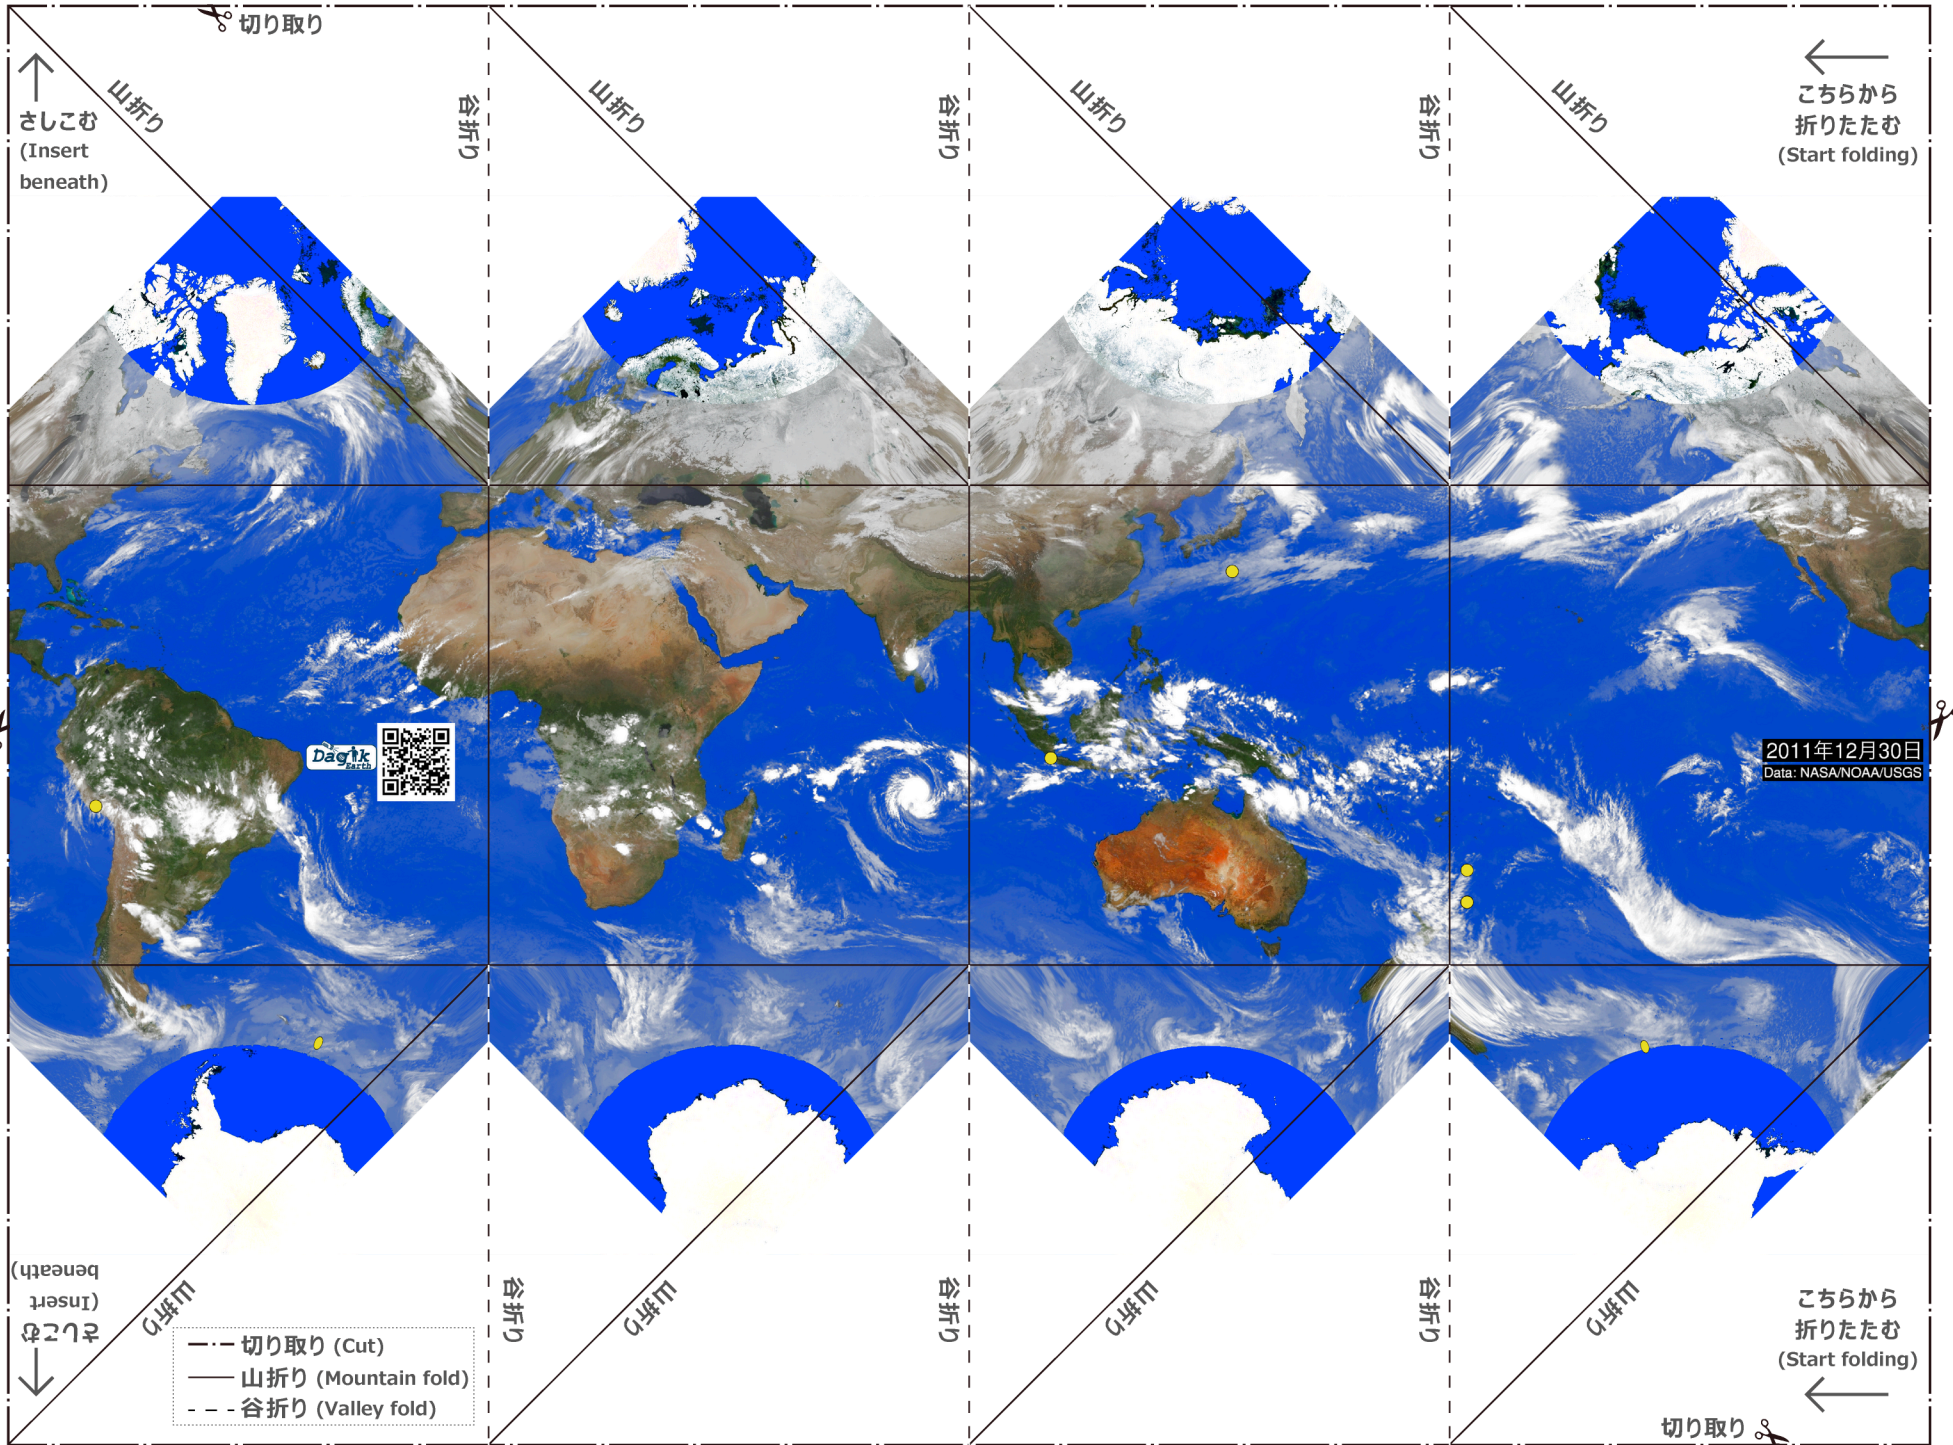 切り取り
さしこむ
(Insert
beneath)
山折り
谷折り
山折り
谷折り
山折り
谷折り
山折り
こちらから
折りたたむ
(Start folding)
Dagik
Earth
2011年12月30日
Data: NASA/NOAA/USGS
さしこむ
(Insert
beneath)
山折り
谷折り
山折り
谷折り
山折り
谷折り
山折り
こちらから
折りたたむ
(Start folding)
切り取り (Cut)
山折り (Mountain fold)
谷折り (Valley fold)
切り取り